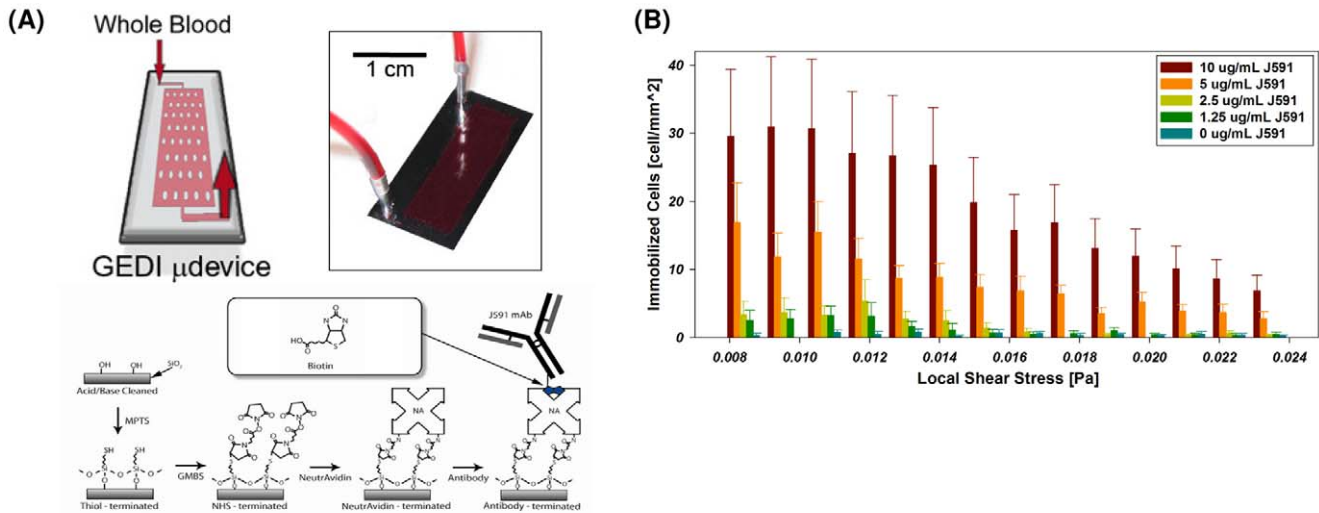 (A)
Whole Blood
1 cm
GEDI μdevice
Biotin
HO
O
HN
NH
O
S
J591 mAb
OH OH
SiO₂
Acid/Base Cleaned
MPTS
SH SH
Thiol - terminated
GMBS
NHS - terminated
NeutrAvidin
NA
NeutrAvidin - terminated
Antibody
NA
Antibody - terminated
(B)
Immobilized Cells [cell/mm^2]
40
30
20
10
0
10 ug/mL J591
5 ug/mL J591
2.5 ug/mL J591
1.25 ug/mL J591
0 ug/mL J591
0.008 0.010 0.012 0.014 0.016 0.018 0.020 0.022 0.024
Local Shear Stress [Pa]